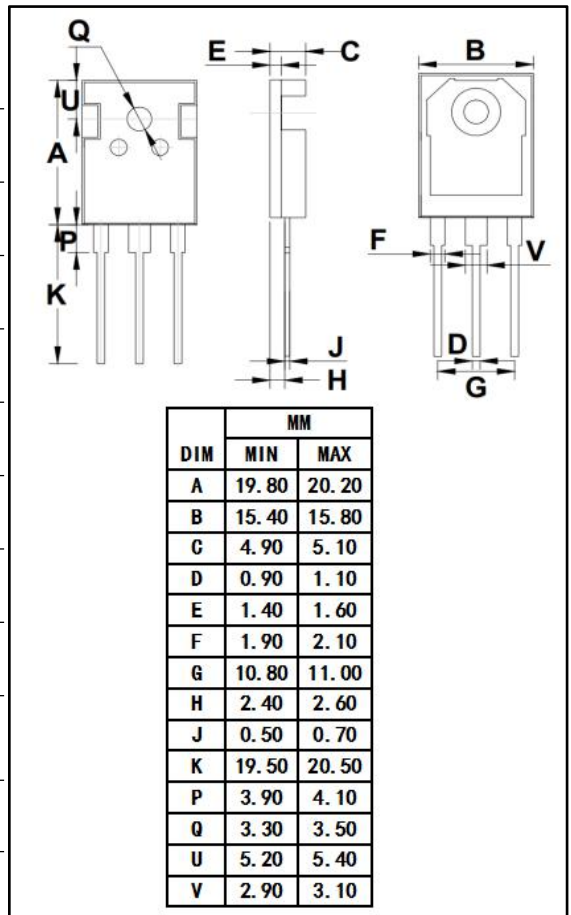 Q
E
C
B
U
A
P
K
F
V
J
D
H
G
MM
DIM MIN MAX
A 19.80 20.20
B 15.40 15.80
C 4.90 5.10
D 0.90 1.10
E 1.40 1.60
F 1.90 2.10
G 10.80 11.00
H 2.40 2.60
J 0.50 0.70
K 19.50 20.50
P 3.90 4.10
Q 3.30 3.50
U 5.20 5.40
V 2.90 3.10